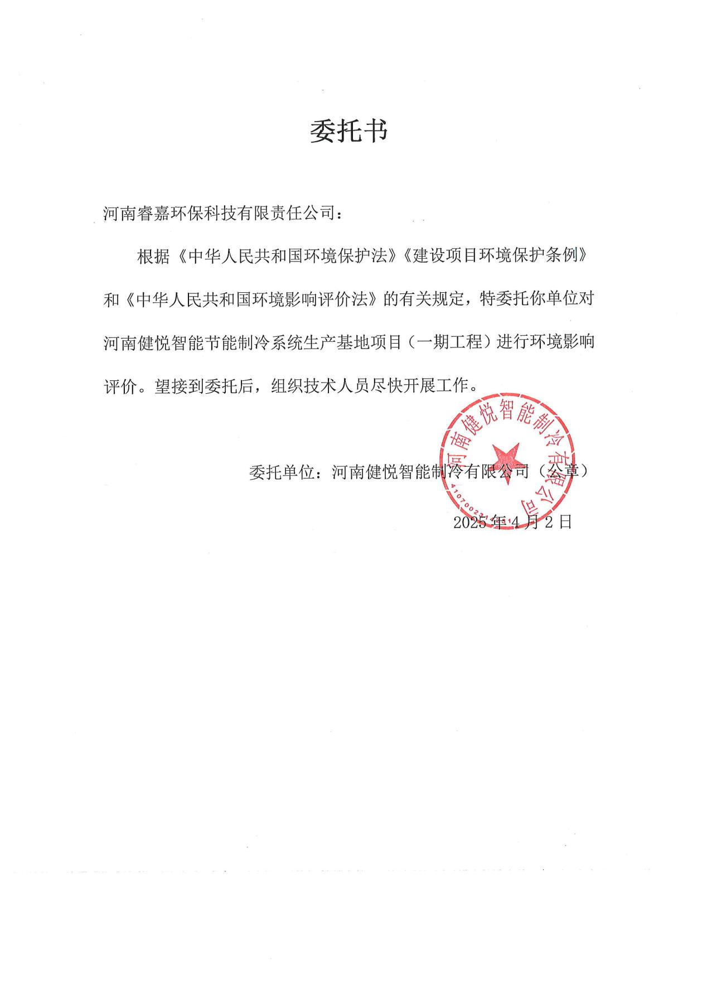 委托书
河南睿嘉环保科技有限责任公司：
根据《中华人民共和国环境保护法》《建设项目环境保护条例》
和《中华人民共和国环境影响评价法》的有关规定，特委托你单位对
河南健悦智能节能制冷系统生产基地项目（一期工程）进行环境影响
评价。望接到委托后，组织技术人员尽快开展工作。
河南健悦智能制冷有限公司
委托单位：河南健悦智能制冷有限公司（公章）
2025年4月2日